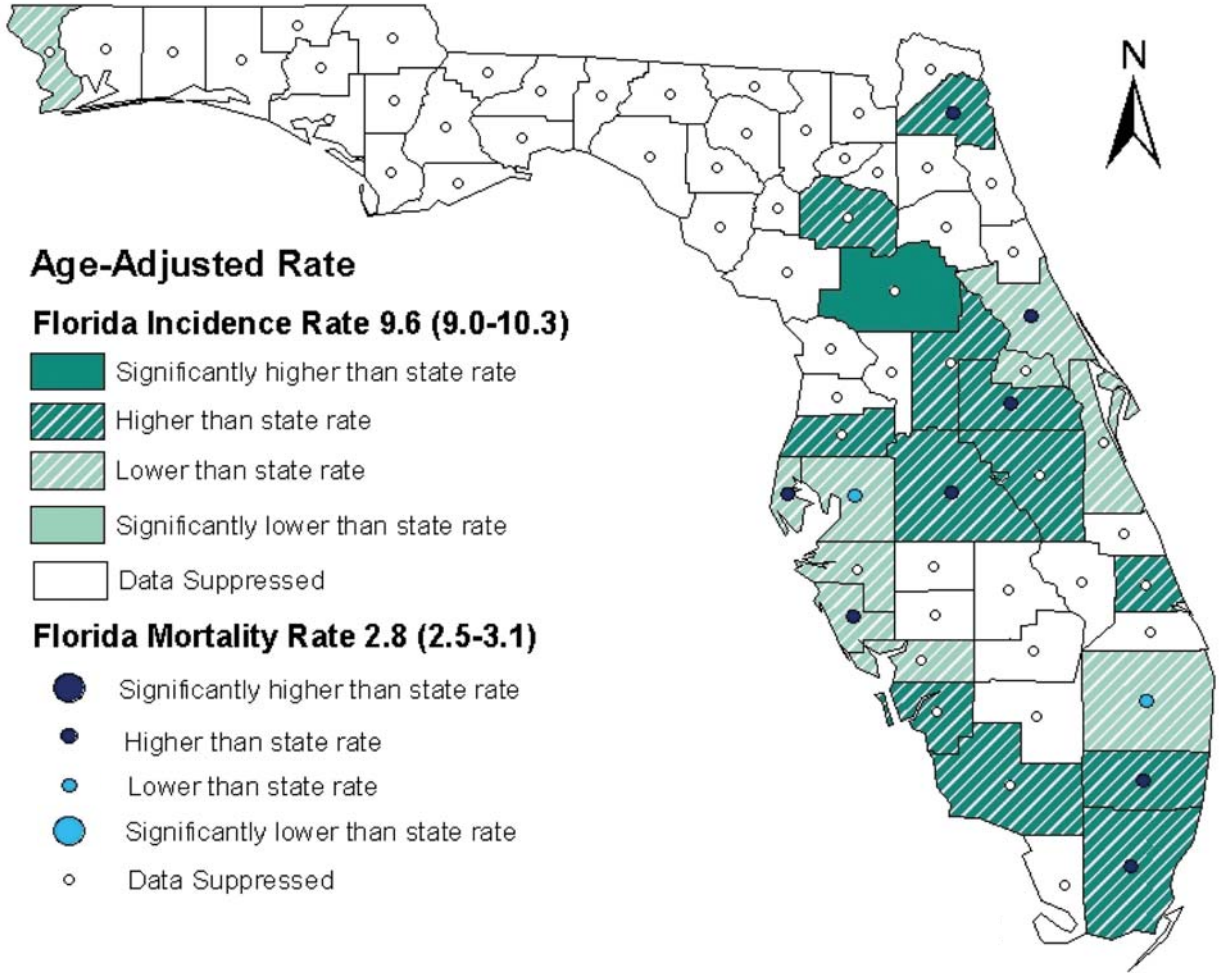 N
Age-Adjusted Rate
Florida Incidence Rate 9.6 (9.0-10.3)
Significantly higher than state rate
Higher than state rate
Lower than state rate
Significantly lower than state rate
Data Suppressed
Florida Mortality Rate 2.8 (2.5-3.1)
Significantly higher than state rate
Higher than state rate
Lower than state rate
Significantly lower than state rate
Data Suppressed